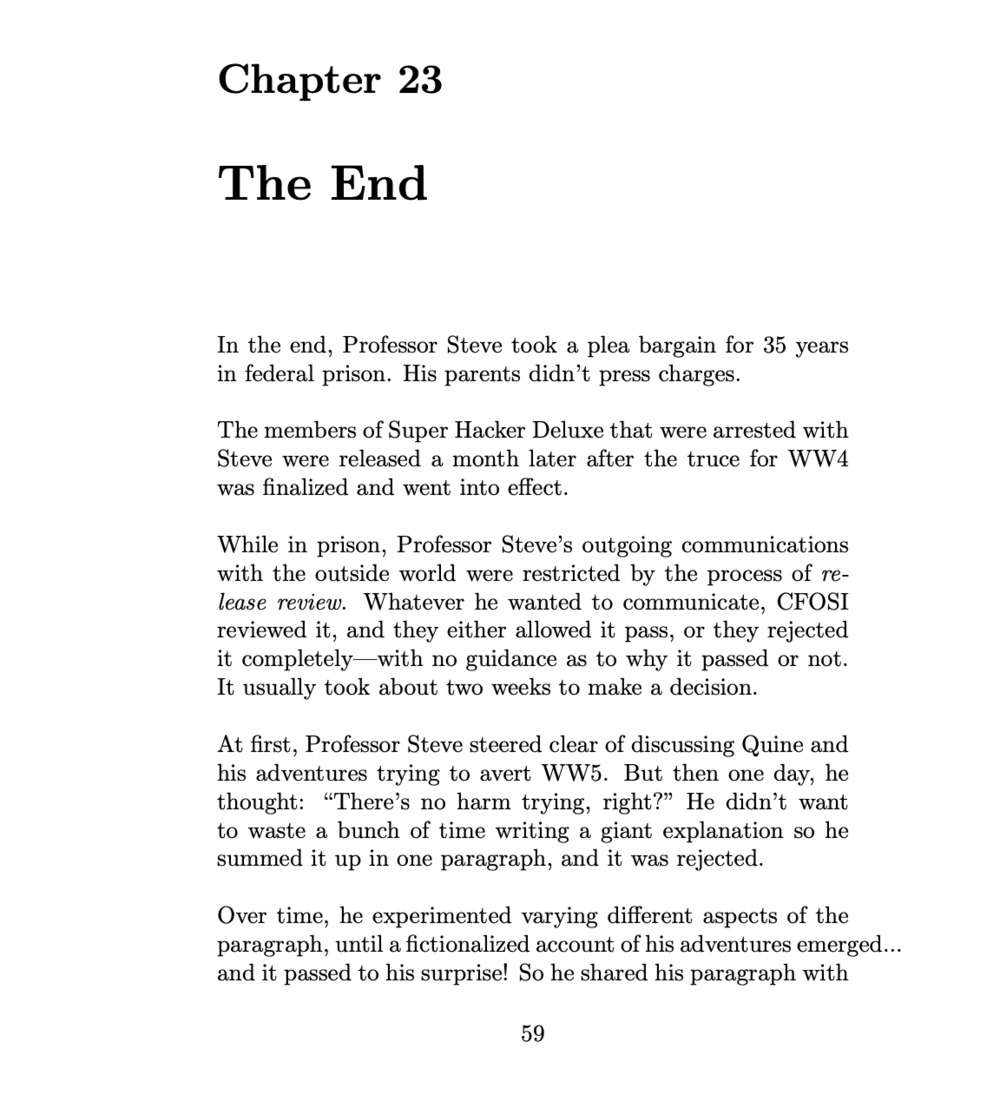 Chapter 23
The End
In the end, Professor Steve took a plea bargain for 35 years
in federal prison. His parents didn't press charges.
The members of Super Hacker Deluxe that were arrested with
Steve were released a month later after the truce for WW4
was finalized and went into effect.
While in prison, Professor Steve's outgoing communications
with the outside world were restricted by the process of re-
lease review. Whatever he wanted to communicate, CFOSI
reviewed it, and they either allowed it pass, or they rejected
it completely—with no guidance as to why it passed or not.
It usually took about two weeks to make a decision.
At first, Professor Steve steered clear of discussing Quine and
his adventures trying to avert WW5. But then one day, he
thought: “There's no harm trying, right?” He didn't want
to waste a bunch of time writing a giant explanation so he
summed it up in one paragraph, and it was rejected.
Over time, he experimented varying different aspects of the
paragraph, until a fictionalized account of his adventures emerged...
and it passed to his surprise! So he shared his paragraph with
59